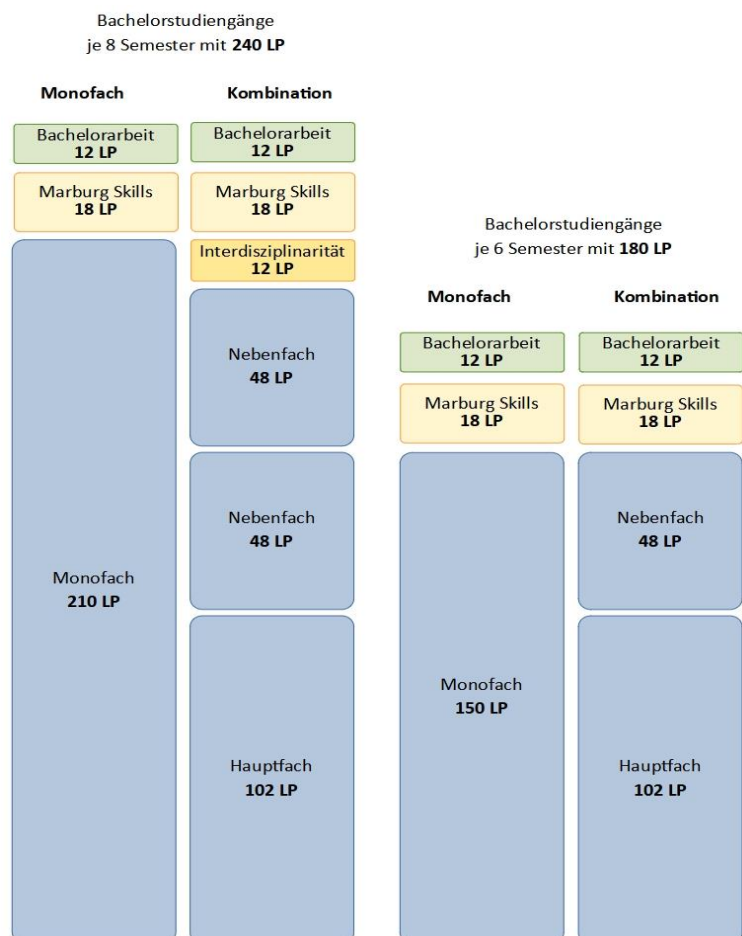 Bachelorstudiengänge
je 8 Semester mit 240 LP
Monofach
Kombination
Bachelorarbeit
12 LP
Marburg Skills
18 LP
Monofach
210 LP
Bachelorarbeit
12 LP
Marburg Skills
18 LP
Interdisziplinarität
12 LP
Nebenfach
48 LP
Nebenfach
48 LP
Hauptfach
102 LP
Bachelorstudiengänge
je 6 Semester mit 180 LP
Monofach
Kombination
Bachelorarbeit
12 LP
Marburg Skills
18 LP
Monofach
150 LP
Bachelorarbeit
12 LP
Marburg Skills
18 LP
Nebenfach
48 LP
Hauptfach
102 LP